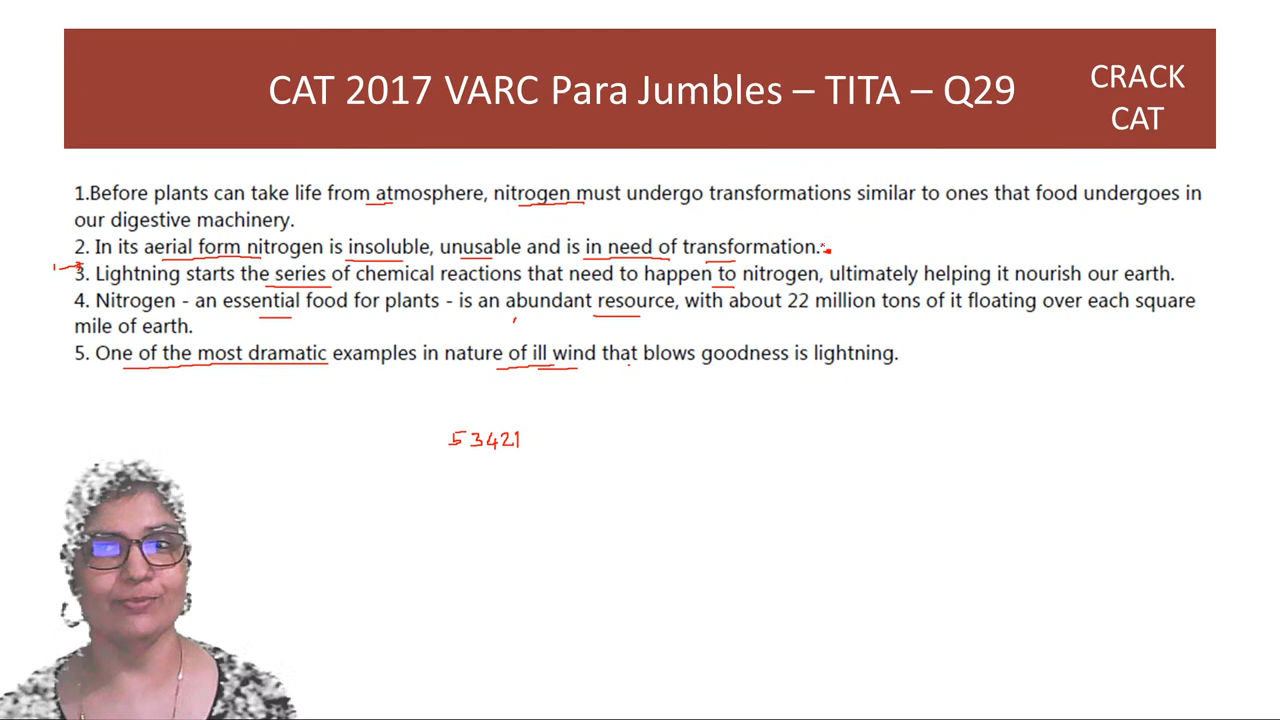 CAT 2017 VARC Para Jumbles – TITA – Q29
CRACK
CAT
1.Before plants can take life from atmosphere, nitrogen must undergo transformations similar to ones that food undergoes in
our digestive machinery.
2. In its aerial form nitrogen is insoluble, unusable and is in need of transformation.
3. Lightning starts the series of chemical reactions that need to happen to nitrogen, ultimately helping it nourish our earth.
4. Nitrogen - an essential food for plants - is an abundant resource, with about 22 million tons of it floating over each square
mile of earth.
5. One of the most dramatic examples in nature of ill wind that blows goodness is lightning.
53421